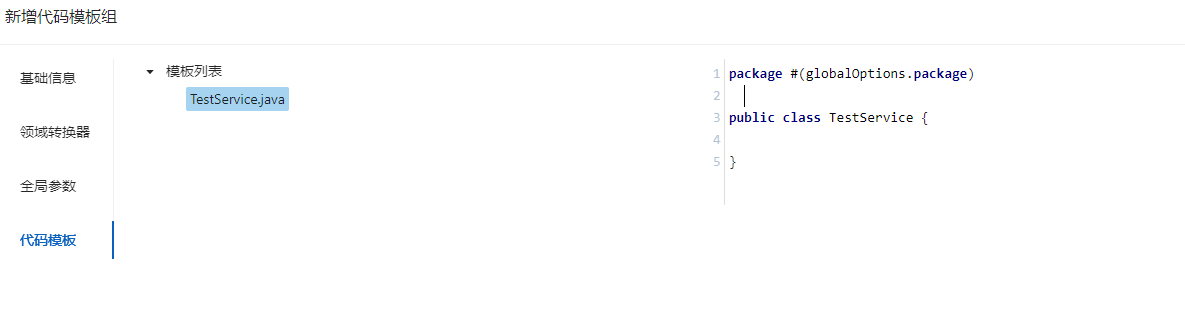 新增代码模板组
基础信息
领域转换器
全局参数
代码模板
模板列表
TestService.java
1 package #(globalOptions.package)
2
3 public class TestService {
4
5 }